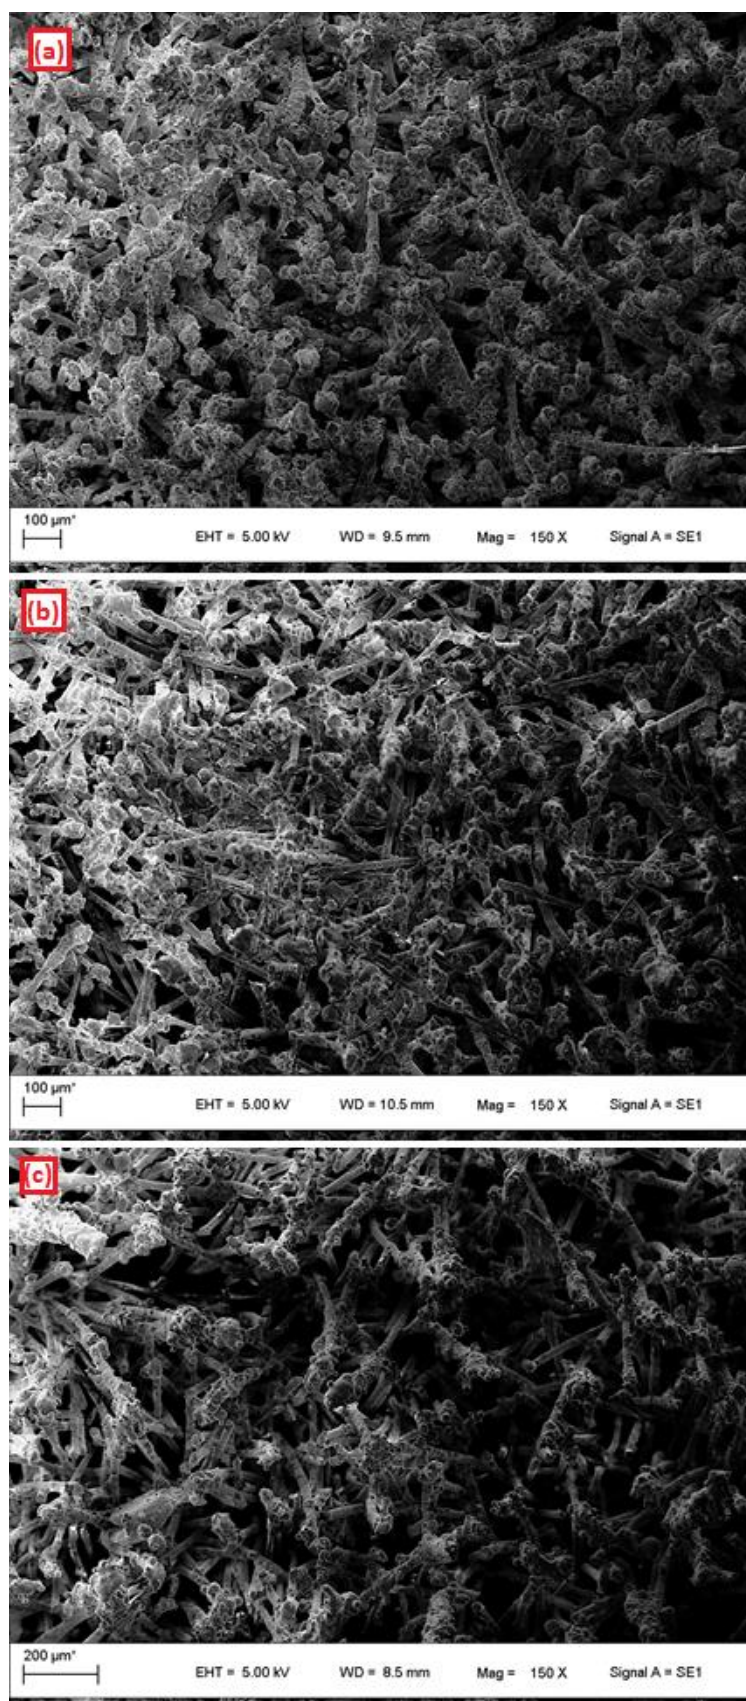 (a)
100 µm*
EHT = 5.00 kV WD = 9.5 mm Mag = 150 X Signal A = SE1
(b)
100 µm*
EHT = 5.00 kV WD = 10.5 mm Mag = 150 X Signal A = SE1
(c)
200 µm*
EHT = 5.00 kV WD = 8.5 mm Mag = 150 X Signal A = SE1